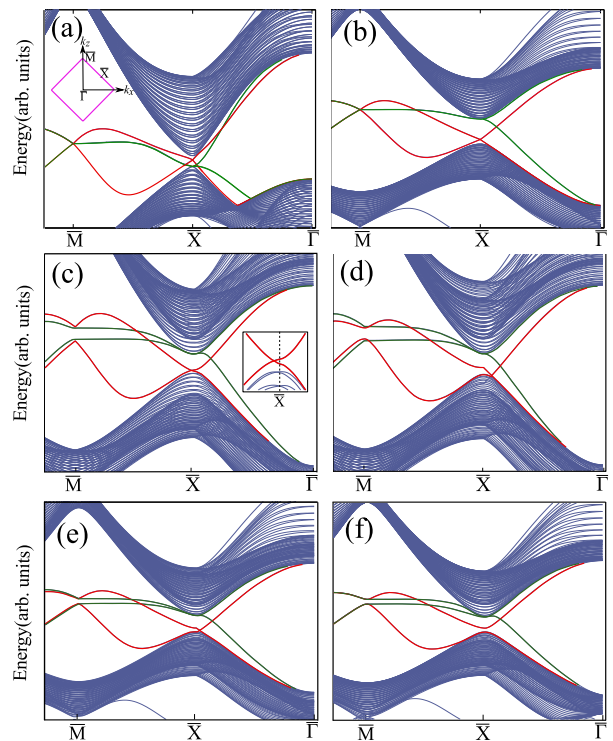 (a)
k_z
M̅
X̅
Γ̅
k_x
Energy(arb. units)
M̅
X̅
Γ̅
(b)
M̅
X̅
Γ̅
(c)
X̅
Energy(arb. units)
M̅
X̅
Γ̅
(d)
M̅
X̅
Γ̅
(e)
Energy(arb. units)
M̅
X̅
Γ̅
(f)
M̅
X̅
Γ̅